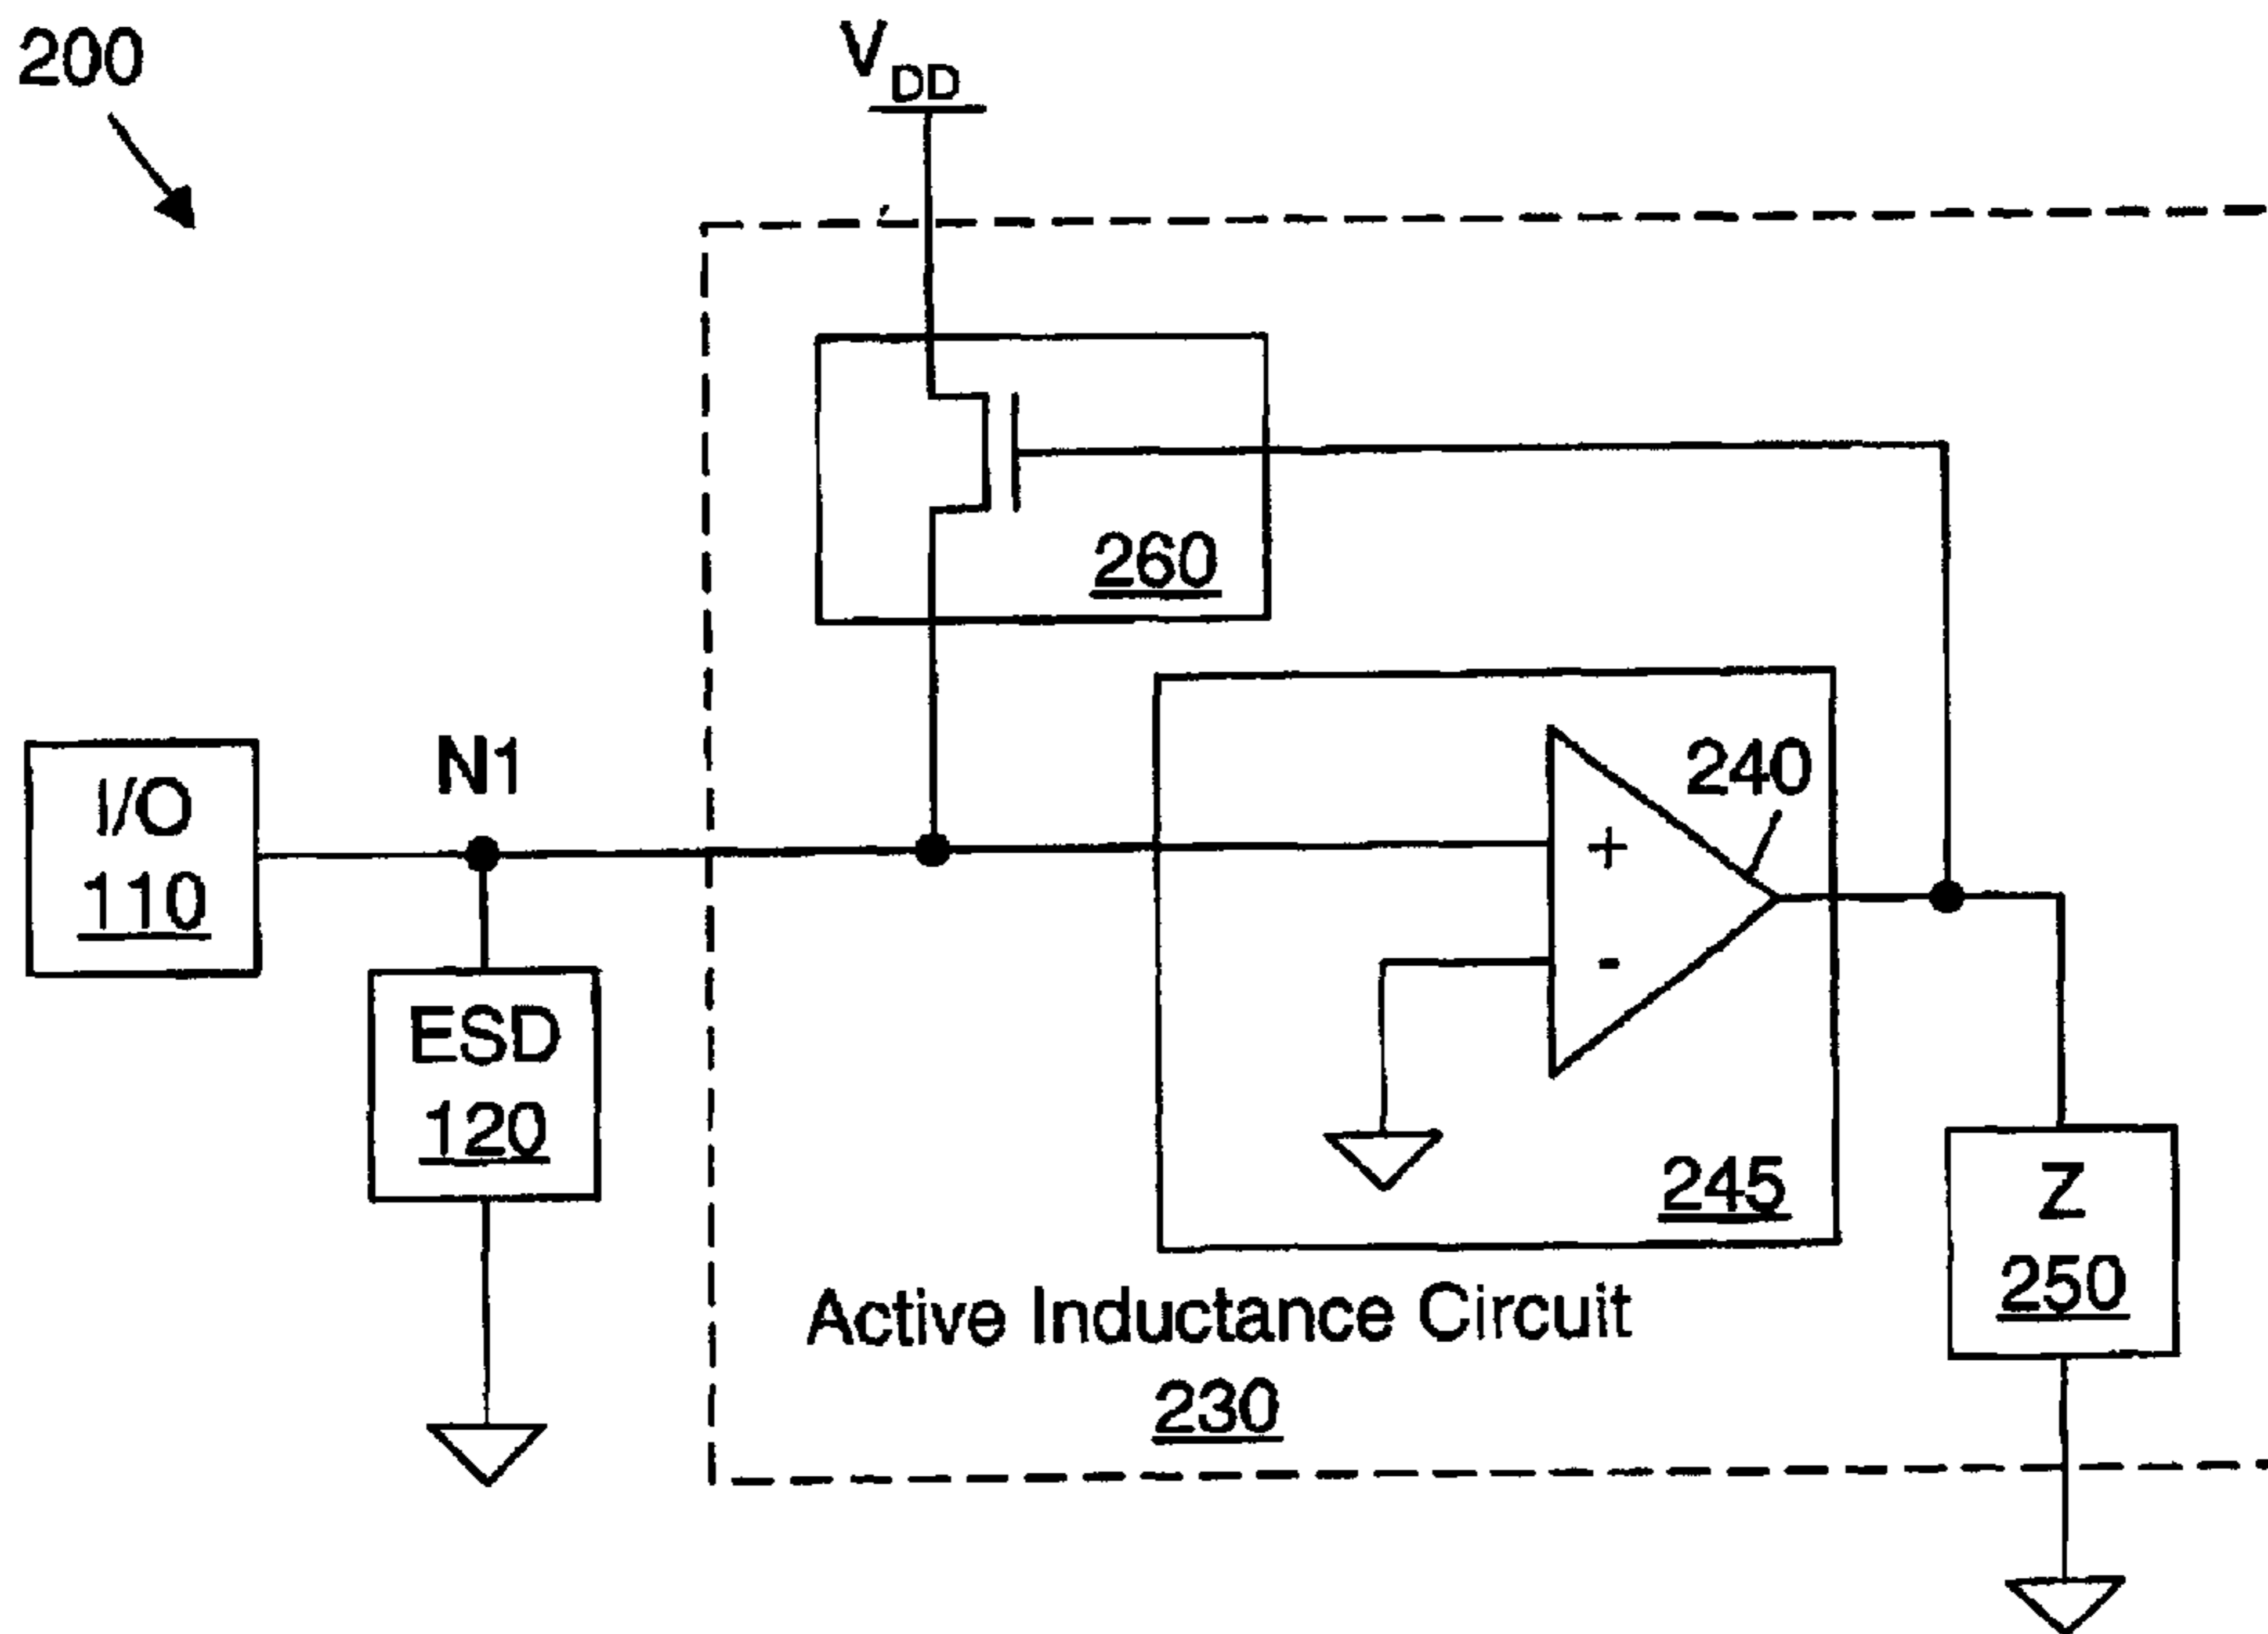 200
VDD
260
I/O
110
N1
240
+
-
ESD
120
245
Z
250
Active Inductance Circuit
230